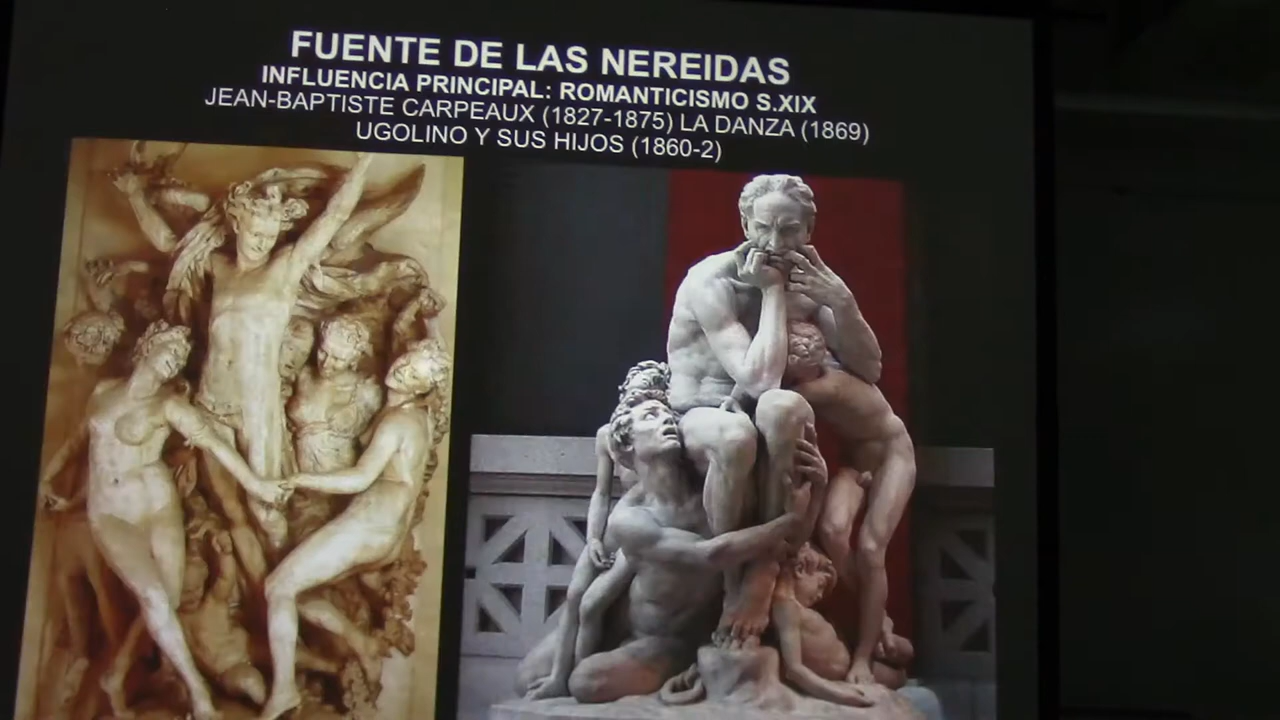 FUENTE DE LAS NEREIDAS
INFLUENCIA PRINCIPAL: ROMANTICISMO S.XIX
JEAN-BAPTISTE CARPEAUX (1827-1875) LA DANZA (1869)
UGOLINO Y SUS HIJOS (1860-2)